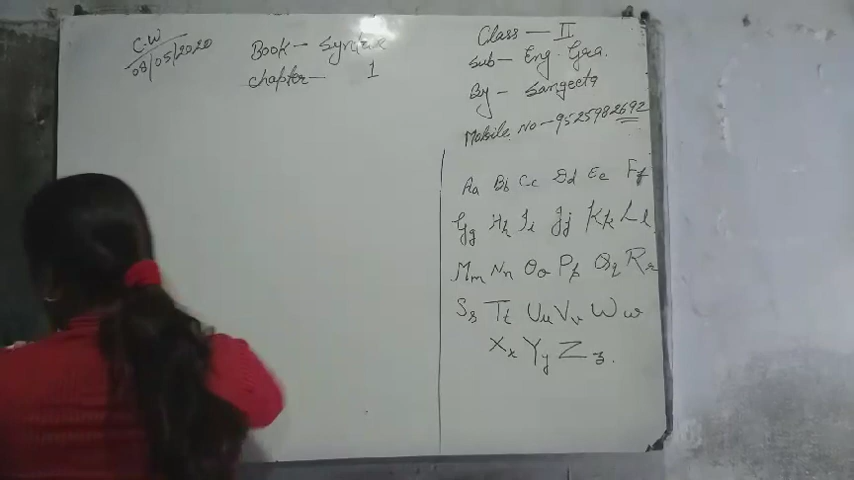 C.W
08/05/2020
Book - Syntexe
Chapter - 1
Class - II
Sub - Eng. Gra.
By - Sangeeta
Mobile. No - 9525982692
Aa Bb Cc Dd Ee Ff
Gg Hh Ii Jj Kk Ll
Mm Nn Oo Pp Qq Rr
Ss Tt Uu Vv Ww
Xx Yy Zz.